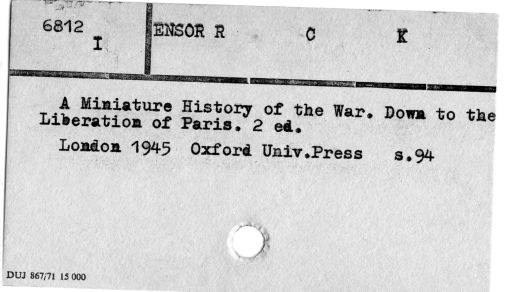 6812
I
ENSOR R C K
A Miniature History of the War. Down to the
Liberation of Paris. 2 ed.
London 1945 Oxford Univ.Press s.94
DUJ 867/71 15 000